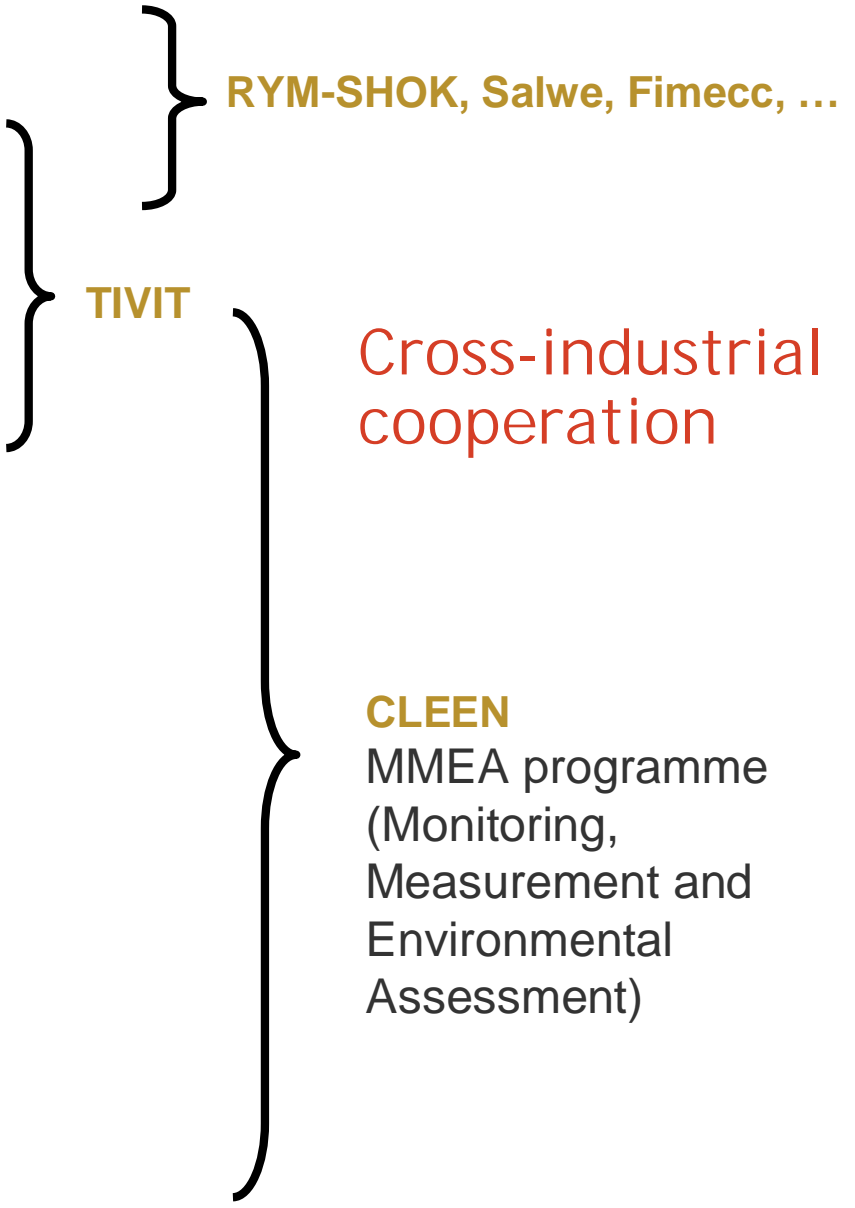 RYM-SHOK, Salwe, Fimecc, …
TIVIT
Cross-industrial
cooperation
CLEEN
MMEA programme
(Monitoring,
Measurement and
Environmental
Assessment)